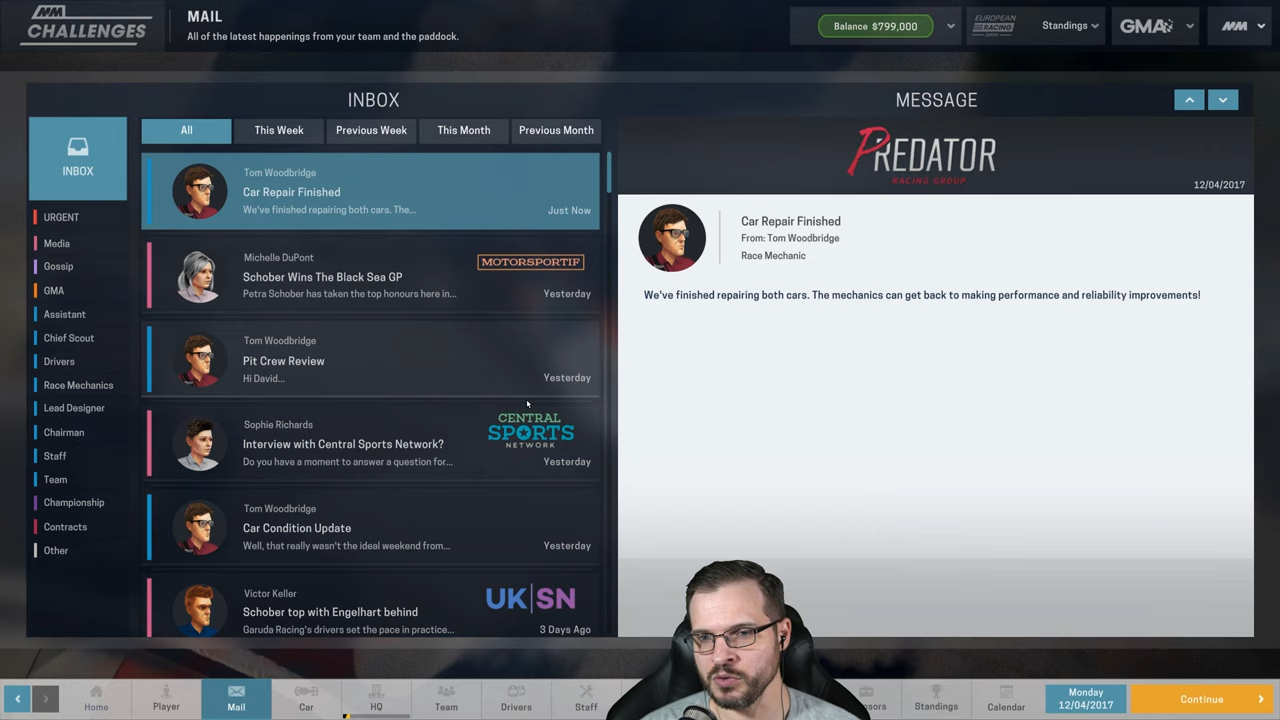 MM
CHALLENGES
MAIL
All of the latest happenings from your team and the paddock.
Balance $799,000
EUROPEAN
RACING
SERIES
Standings
GMA
MM
INBOX
MESSAGE
INBOX
URGENT
Media
Gossip
GMA
Assistant
Chief Scout
Drivers
Race Mechanics
Lead Designer
Chairman
Staff
Team
Championship
Contracts
Other
All
This Week
Previous Week
This Month
Previous Month
Tom Woodbridge
Car Repair Finished
We've finished repairing both cars. The...
Just Now
Michelle DuPont
MOTORSPORTIF
Schober Wins The Black Sea GP
Petra Schober has taken the top honours here in...
Yesterday
Tom Woodbridge
Pit Crew Review
Hi David...
Yesterday
Sophie Richards
CENTRAL
SPORTS
NETWORK
Interview with Central Sports Network?
Do you have a moment to answer a question for...
Yesterday
Tom Woodbridge
Car Condition Update
Well, that really wasn't the ideal weekend from...
Yesterday
Victor Keller
UK|SN
Schober top with Engelhart behind
Garuda Racing's drivers set the pace in practice...
3 Days Ago
PREDATOR
RACING GROUP
12/04/2017
Car Repair Finished
From: Tom Woodbridge
Race Mechanic
We've finished repairing both cars. The mechanics can get back to making performance and reliability improvements!
Home
Player
Mail
Car
HQ
Team
Drivers
Staff
Standings
Calendar
Monday
12/04/2017
Continue